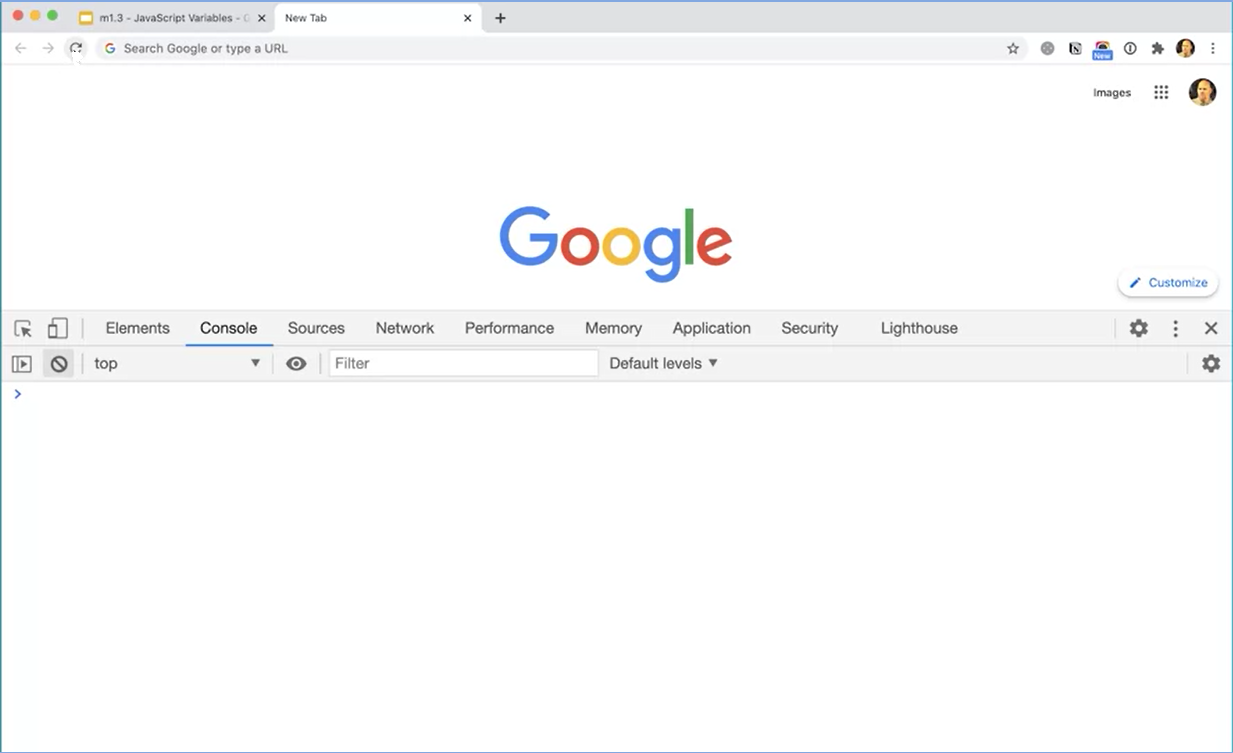 m1.3 - JavaScript Variables - G
New Tab
Search Google or type a URL
New
Images
Google
Customize
Elements Console Sources Network Performance Memory Application Security Lighthouse
top Filter Default levels